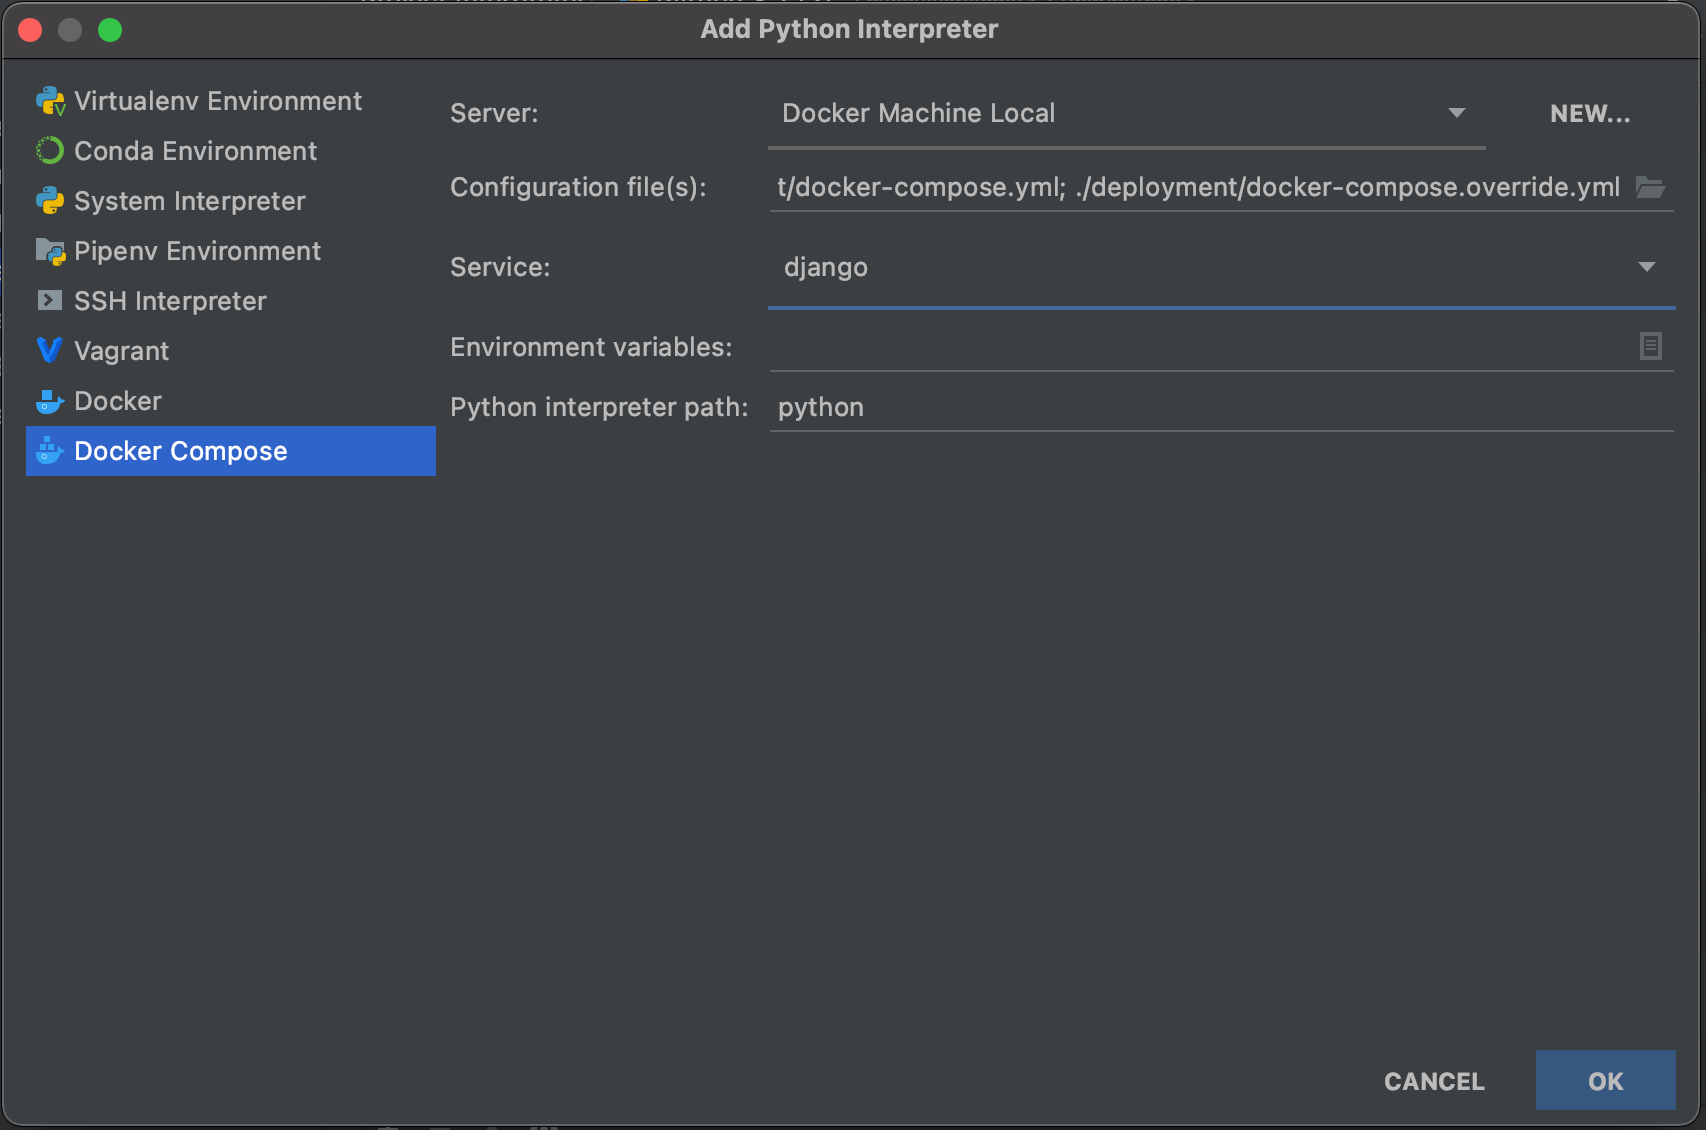 Add Python Interpreter
Virtualenv Environment
Conda Environment
System Interpreter
Pipenv Environment
SSH Interpreter
Vagrant
Docker
Docker Compose
Server: Docker Machine Local NEW...
Configuration file(s): t/docker-compose.yml; ./deployment/docker-compose.override.yml
Service: django
Environment variables:
Python interpreter path: python
CANCEL OK